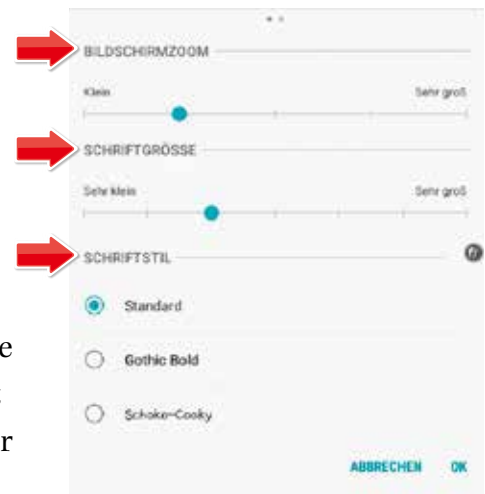 BILDSCHIRMZOOM
Klein Sehr groß
SCHRIFTGRÖSSE
Sehr klein Sehr groß
SCHRIFTSTIL
Standard
e
Gothic Bold
r
Schoko-Cooky
ABBRECHEN OK